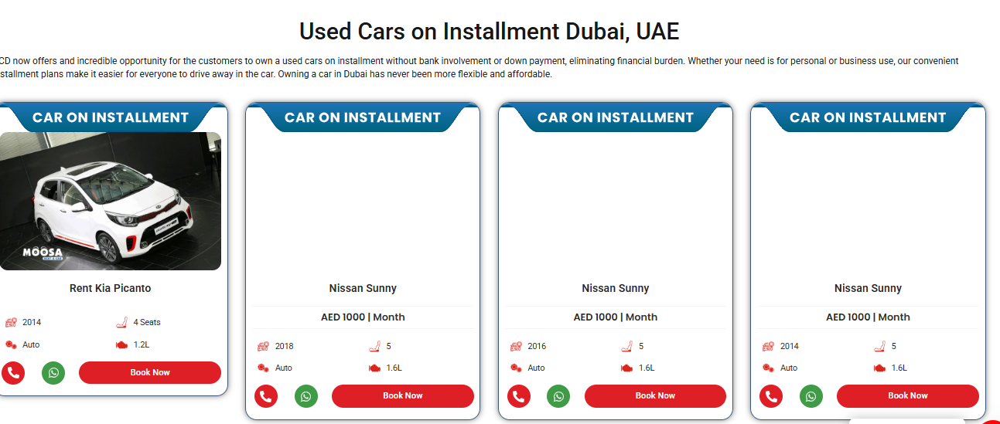 Used Cars on Installment Dubai, UAE
CD now offers and incredible opportunity for the customers to own a used cars on installment without bank involvement or down payment, eliminating financial burden. Whether your need is for personal or business use, our convenient
stallment plans make it easier for everyone to drive away in the car. Owning a car in Dubai has never been more flexible and affordable.
CAR ON INSTALLMENT
MOOSA
RENT A CAR
Rent Kia Picanto
2014
4 Seats
Auto
1.2L
Book Now
CAR ON INSTALLMENT
Nissan Sunny
AED 1000 | Month
2018
5
Auto
1.6L
Book Now
CAR ON INSTALLMENT
Nissan Sunny
AED 1000 | Month
2016
5
Auto
1.6L
Book Now
CAR ON INSTALLMENT
Nissan Sunny
AED 1000 | Month
2014
5
Auto
1.6L
Book Now